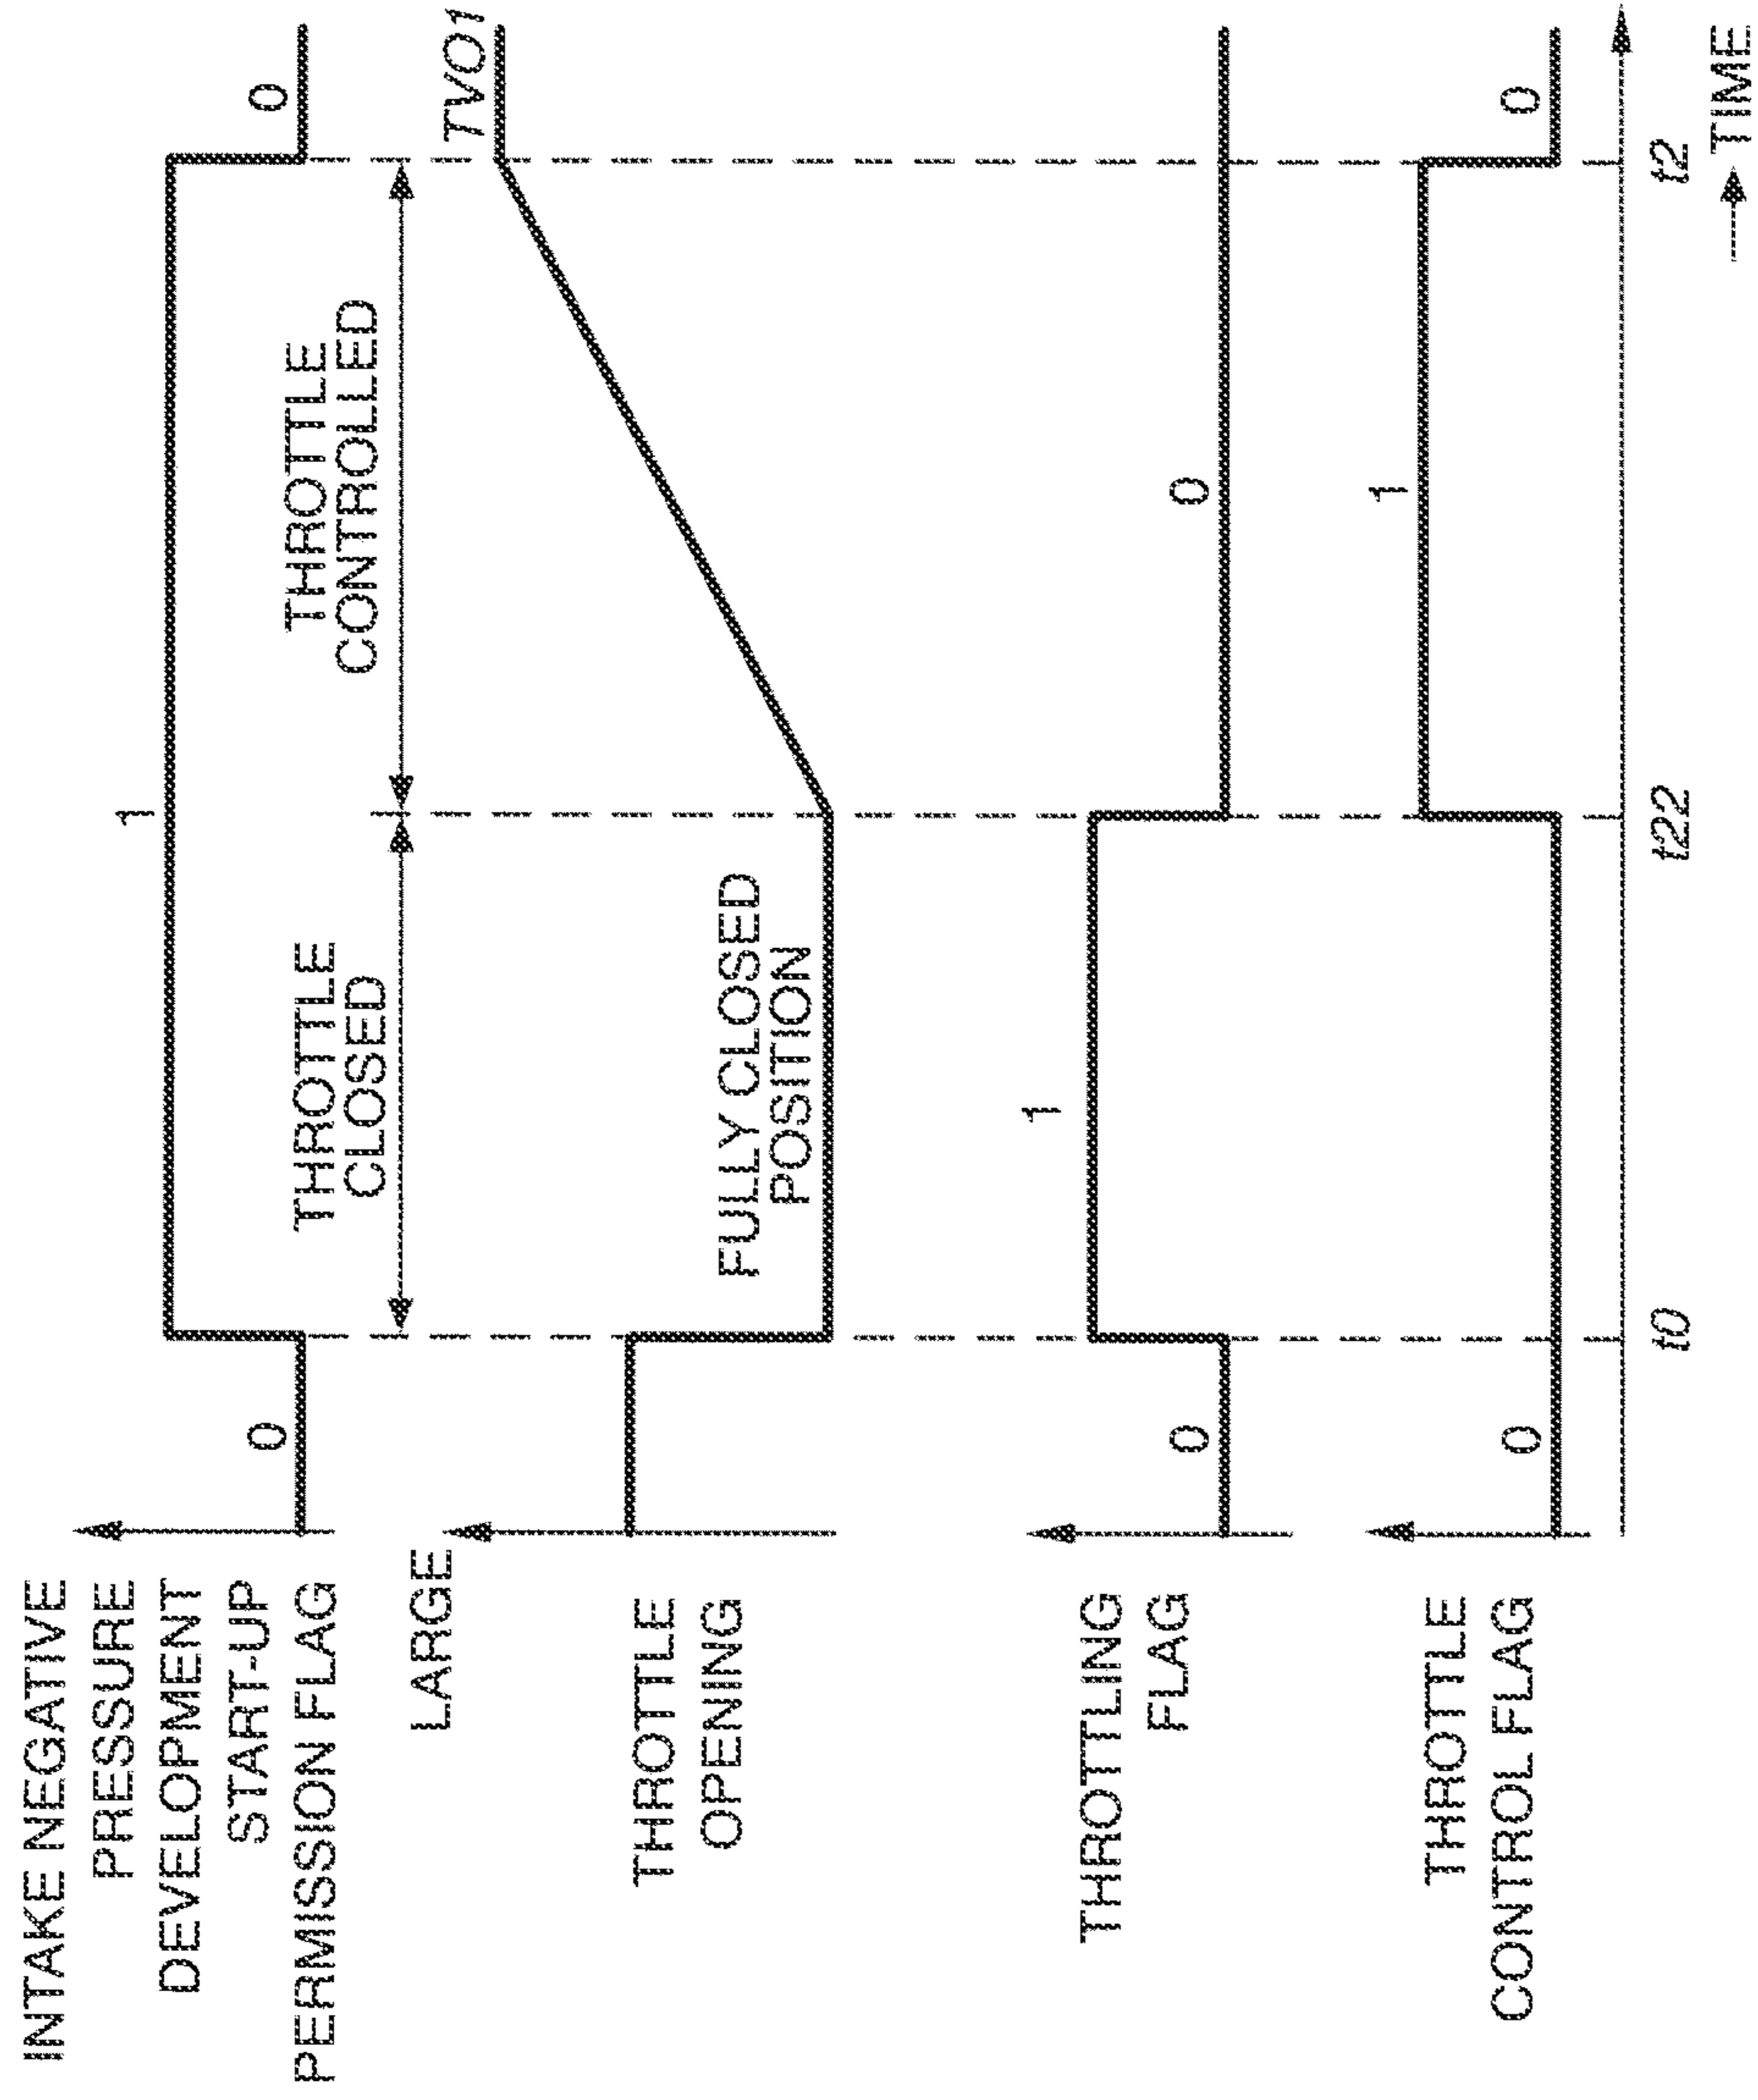 INTAKE NEGATIVE
PRESSURE
DEVELOPMENT
START-UP
PERMISSION FLAG
0
1
0
THROTTLE
CLOSED
THROTTLE
CONTROLLED
LARGE
THROTTLE
OPENING
FULLY CLOSED
POSITION
TVO1
THROTTLING
FLAG
0
1
0
THROTTLE
CONTROL FLAG
0
1
0
t0
t22
t2
TIME